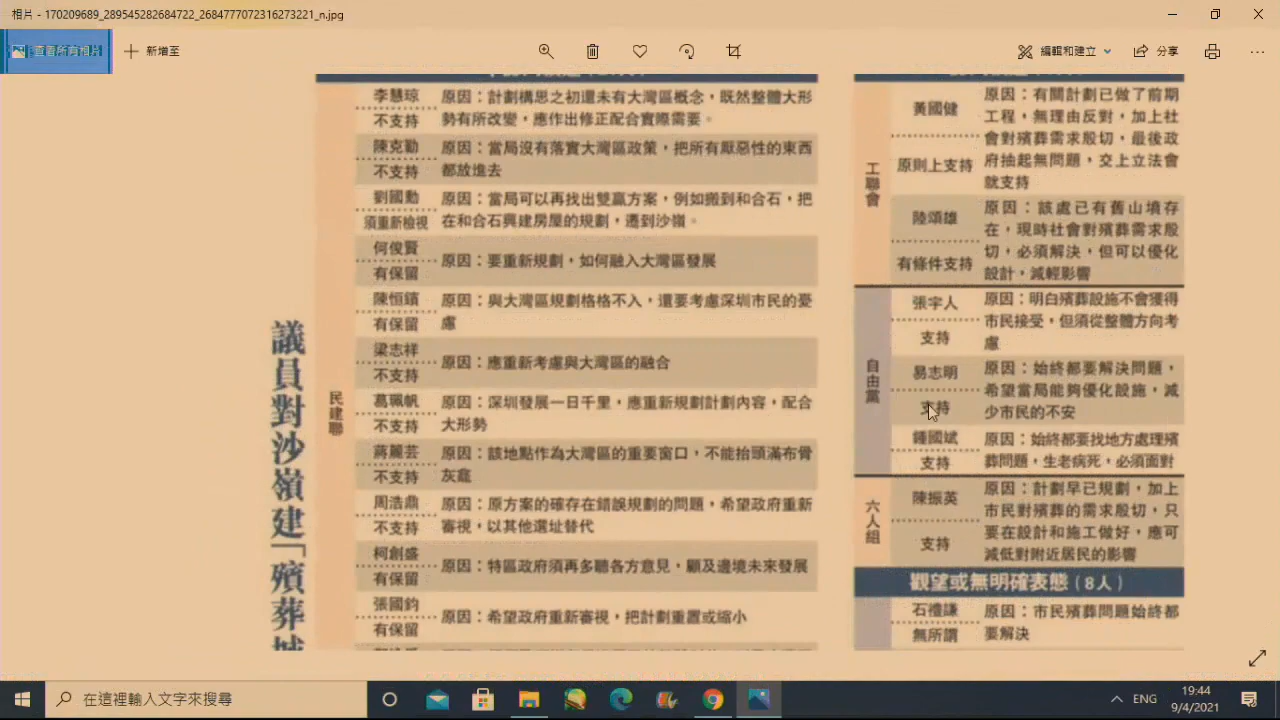 相片 - 170209689_289545282684722_2684777072316273221_n.jpg
查看所有相片
新增至
編輯和建立
分享
議員對沙嶺建「殯葬城
民建聯
李慧琼
不支持
原因：計劃構思之初還未有大灣區概念，既然整體大形
勢有所改變，應作出修正配合實際需要。
陳克勤
不支持
原因：當局沒有落實大灣區政策，把所有厭惡性的東西
都放進去
劉國勳
須重新檢視
原因：當局可以再找出雙贏方案，例如搬到和合石，把
在和合石興建房屋的規劃，遷到沙嶺。
何俊賢
有保留
原因：要重新規劃，如何融入大灣區發展
陳恒鑌
有保留
原因：與大灣區規劃格格不入，還要考慮深圳市民的憂
慮
梁志祥
不支持
原因：應重新考慮與大灣區的融合
葛珮帆
不支持
原因：深圳發展一日千里，應重新規劃計劃內容，配合
大形勢
蔣麗芸
不支持
原因：該地點作為大灣區的重要窗口，不能抬頭滿布骨
灰龕
周浩鼎
不支持
原因：原方案的確存在錯誤規劃的問題，希望政府重新
審視，以其他選址替代
柯創盛
有保留
原因：特區政府須再多聽各方意見，顧及邊境未來發展
張國鈞
有保留
原因：希望政府重新審視，把計劃重置或縮小
工聯會
黃國健
原則上支持
原因：有關計劃已做了前期
工程，無理由反對，加上社
會對殯葬需求殷切，最後政
府抽起無問題，交上立法會
就支持
陸頌雄
有條件支持
原因：該處已有舊山墳存
在，現時社會對殯葬需求殷
切，必須解決，但可以優化
設計，減輕影響
自由黨
張宇人
支持
原因：明白殯葬設施不會獲得
市民接受，但須從整體方向考
慮
易志明
支持
原因：始終都要解決問題，
希望當局能夠優化設施，減
少市民的不安
鍾國斌
支持
原因：始終都要找地方處理殯
葬問題，生老病死，必須面對
六人組
陳振英
支持
原因：計劃早已規劃，加上
市民對殯葬的需求殷切，只
要在設計和施工做好，應可
減低對附近居民的影響
觀望或無明確表態（8人）
石禮謙
無所謂
原因：市民殯葬問題始終都
要解決
在這裡輸入文字來搜尋
ENG
19:44
9/4/2021